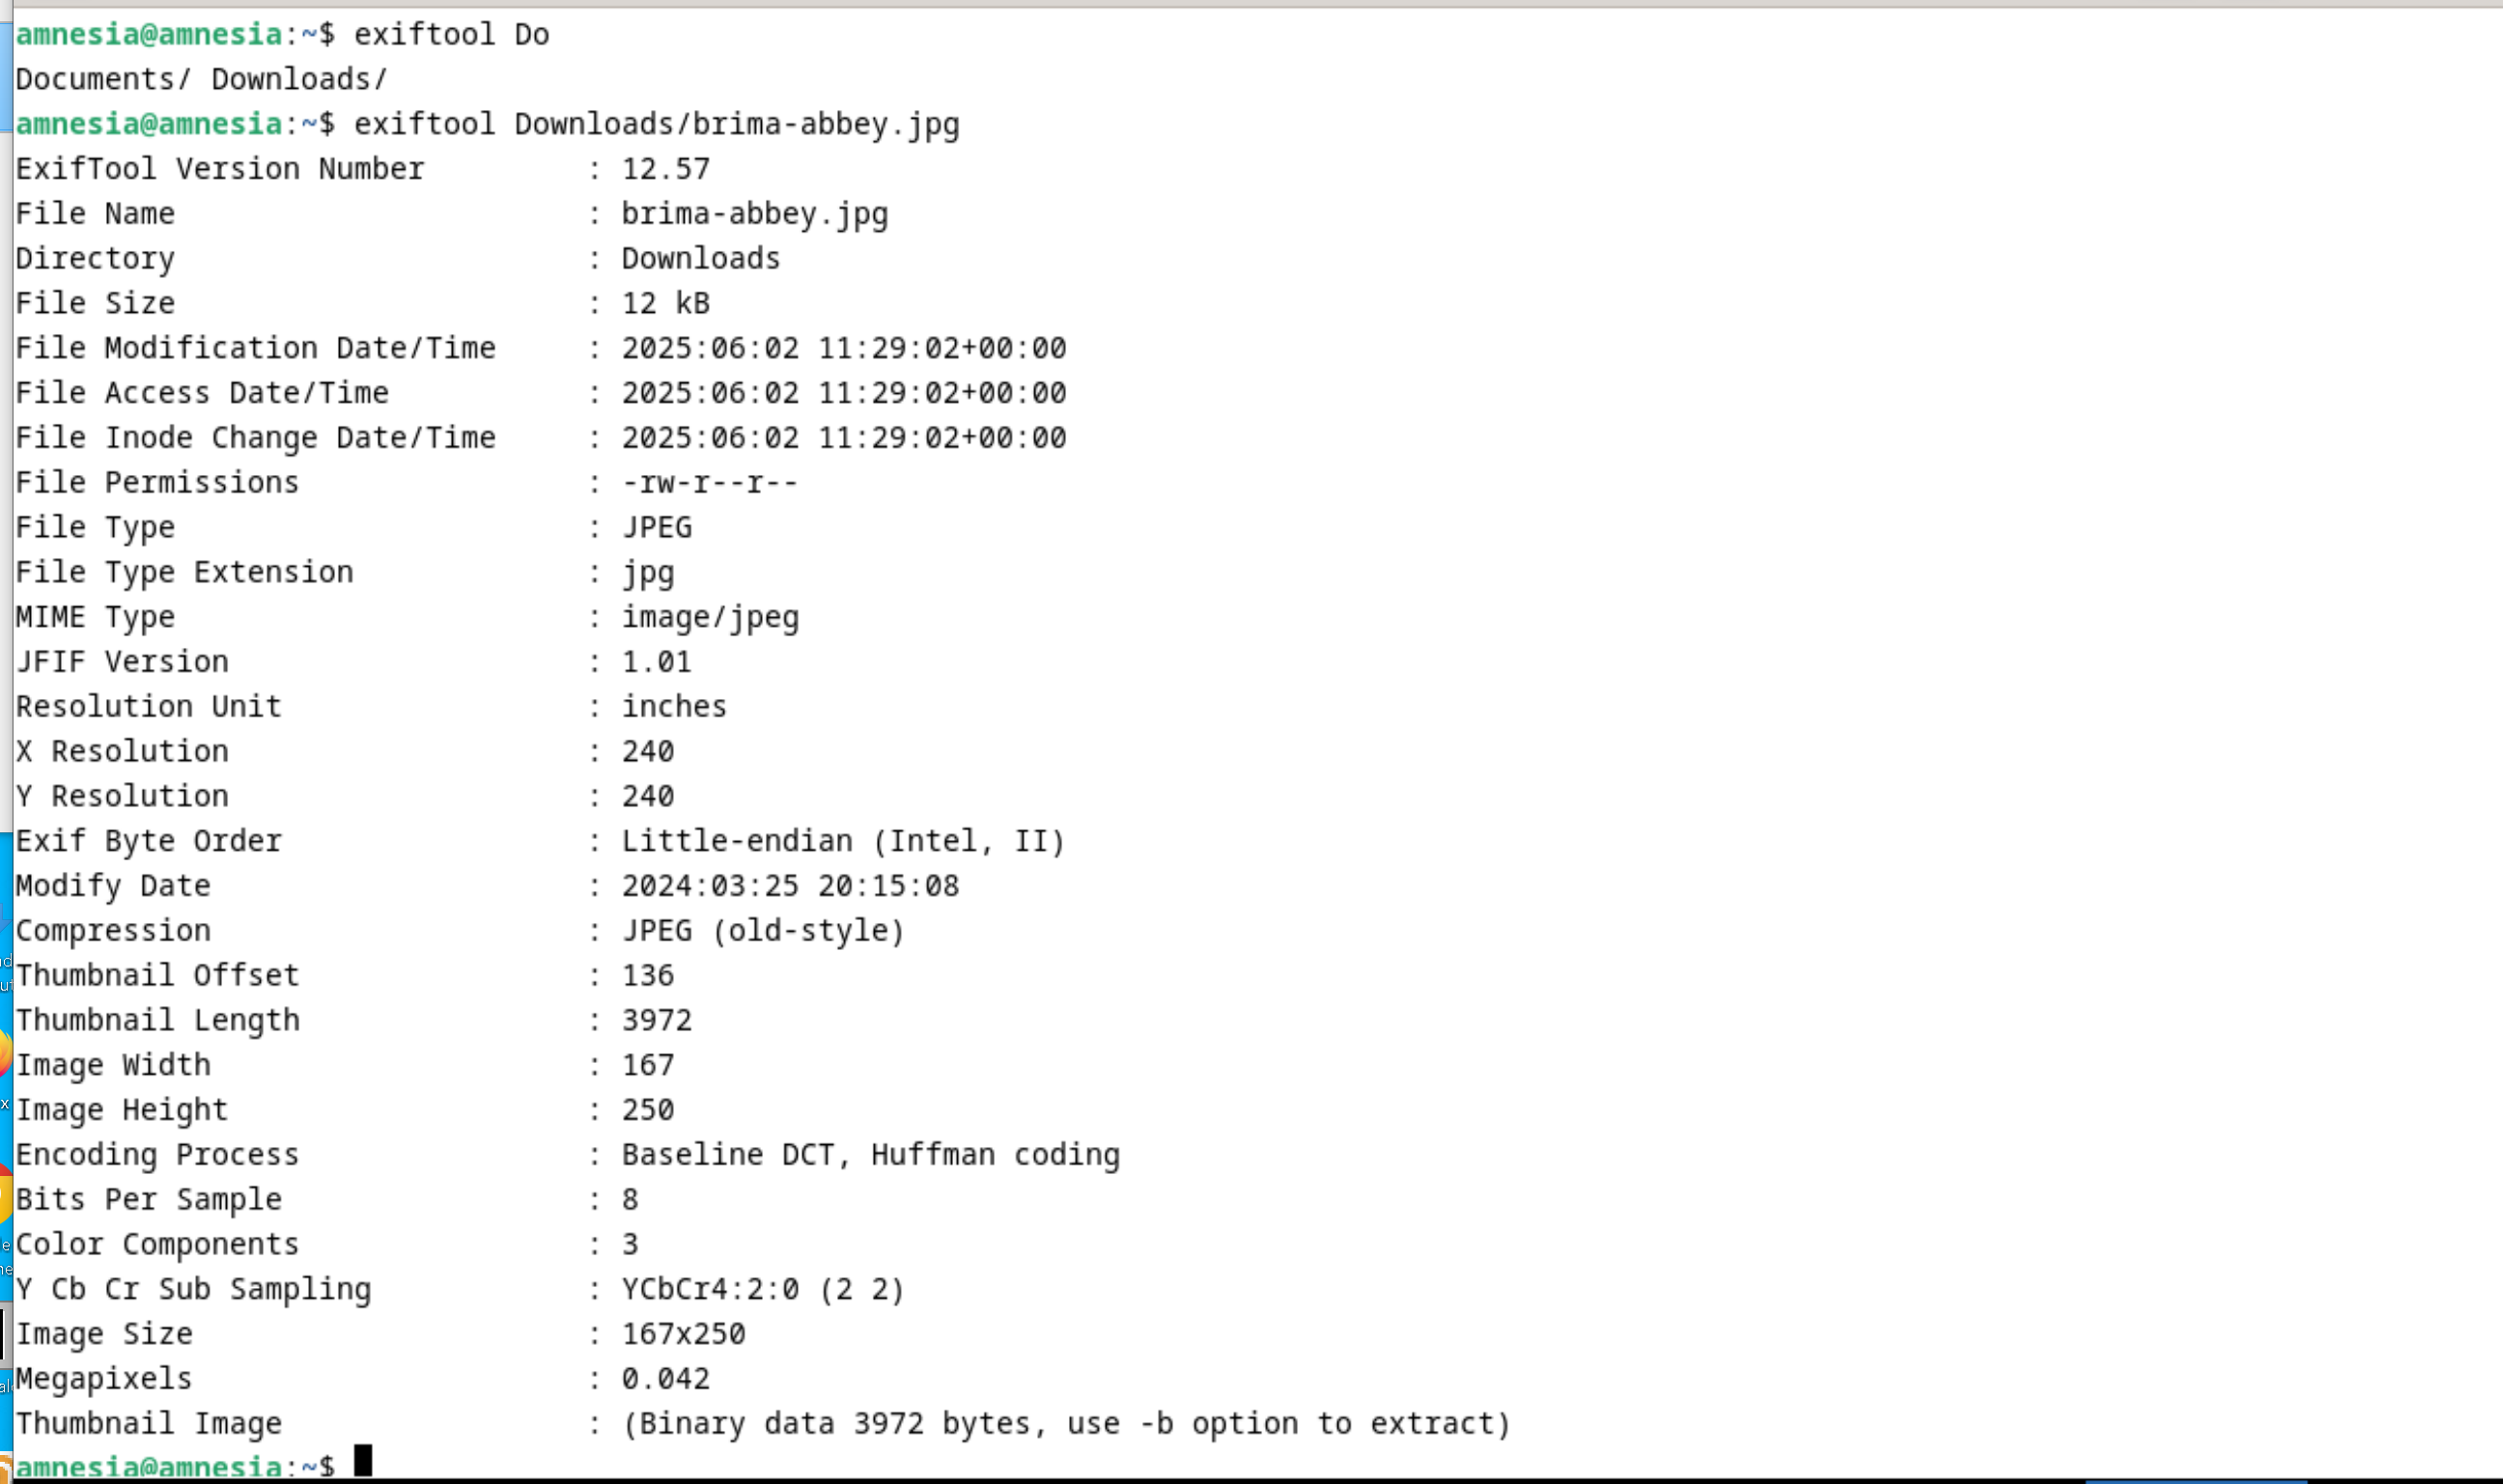 amnesia@amnesia:~$ exiftool Do
Documents/ Downloads/
amnesia@amnesia:~$ exiftool Downloads/brima-abbey.jpg
ExifTool Version Number : 12.57
File Name : brima-abbey.jpg
Directory : Downloads
File Size : 12 kB
File Modification Date/Time : 2025:06:02 11:29:02+00:00
File Access Date/Time : 2025:06:02 11:29:02+00:00
File Inode Change Date/Time : 2025:06:02 11:29:02+00:00
File Permissions : -rw-r--r--
File Type : JPEG
File Type Extension : jpg
MIME Type : image/jpeg
JFIF Version : 1.01
Resolution Unit : inches
X Resolution : 240
Y Resolution : 240
Exif Byte Order : Little-endian (Intel, II)
Modify Date : 2024:03:25 20:15:08
Compression : JPEG (old-style)
Thumbnail Offset : 136
Thumbnail Length : 3972
Image Width : 167
Image Height : 250
Encoding Process : Baseline DCT, Huffman coding
Bits Per Sample : 8
Color Components : 3
Y Cb Cr Sub Sampling : YCbCr4:2:0 (2 2)
Image Size : 167x250
Megapixels : 0.042
Thumbnail Image : (Binary data 3972 bytes, use -b option to extract)
amnesia@amnesia:~$